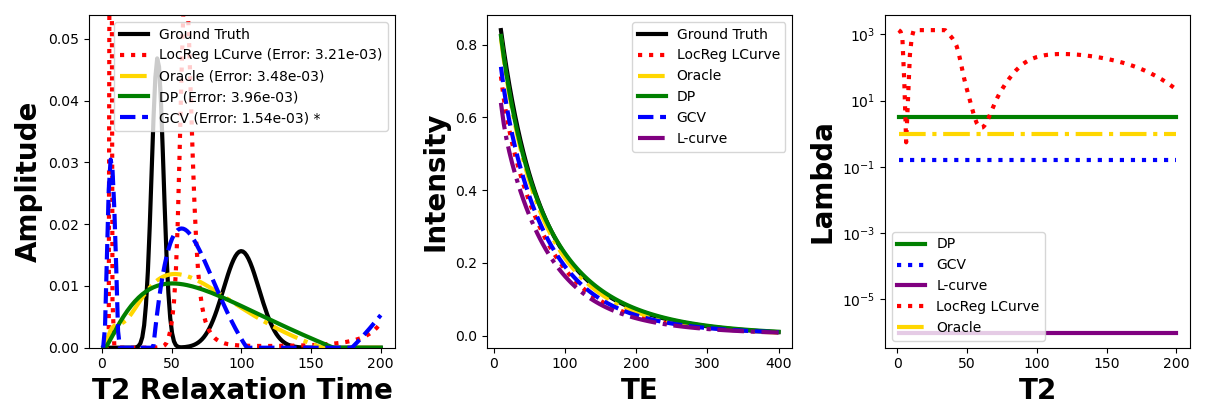 Amplitude
0.05
0.04
0.03
0.02
0.01
0.00
Ground Truth
LocReg LCurve (Error: 3.21e-03)
Oracle (Error: 3.48e-03)
DP (Error: 3.96e-03)
GCV (Error: 1.54e-03) *
0 50 100 150 200
T2 Relaxation Time
Intensity
0.8
0.6
0.4
0.2
0.0
Ground Truth
LocReg LCurve
Oracle
DP
GCV
L-curve
0 100 200 300 400
TE
Lambda
10³
10¹
10⁻¹
10⁻³
10⁻⁵
DP
GCV
L-curve
LocReg LCurve
Oracle
0 50 100 150 200
T2